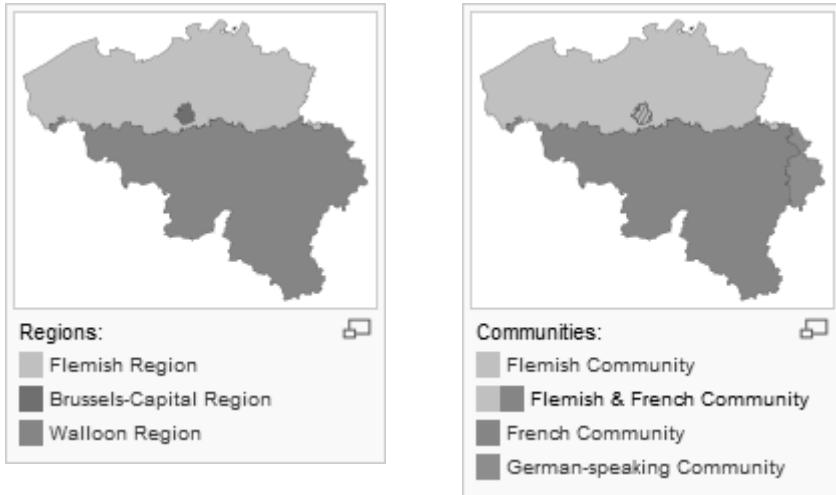 Regions:
Flemish Region
Brussels-Capital Region
Walloon Region
Communities:
Flemish Community
Flemish & French Community
French Community
German-speaking Community